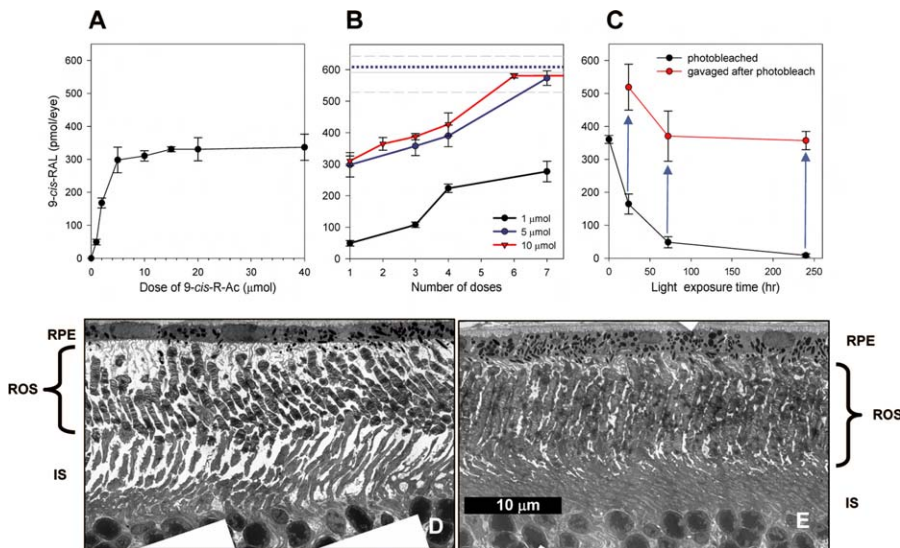 A
9-cis-RAL (pmol/eye)
600
500
400
300
200
100
0
0 10 20 30 40
Dose of 9-cis-R-Ac (μmol)
B
600
500
400
300
200
100
0
1 μmol
5 μmol
10 μmol
1 2 3 4 5 6 7
Number of doses
C
photobleached
gavaged after photobleach
600
500
400
300
200
100
0
0 50 100 150 200 250
Light exposure time (hr)
RPE
ROS
IS
D
RPE
ROS
IS
10 μm
E